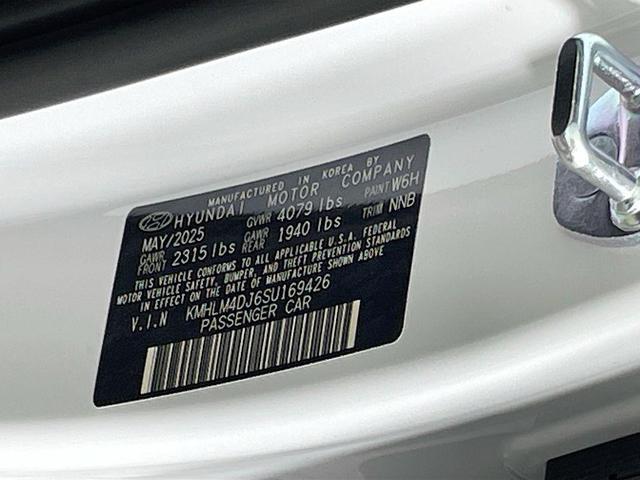 MANUFACTURED IN KOREA BY
HYUNDAI MOTOR COMPANY
MAY/2025 GVWR 4079 lbs PAINT W6H
GAWR FRONT 2315 lbs GAWR REAR 1940 lbs TRIM NNB
THIS VEHICLE CONFORMS TO ALL APPLICABLE U.S.A. FEDERAL
MOTOR VEHICLE SAFETY, BUMPER, AND THEFT PREVENTION STANDARDS
IN EFFECT ON THE DATE OF MANUFACTURE SHOWN ABOVE
V.I.N KMHLM4DJ6SU169426
PASSENGER CAR